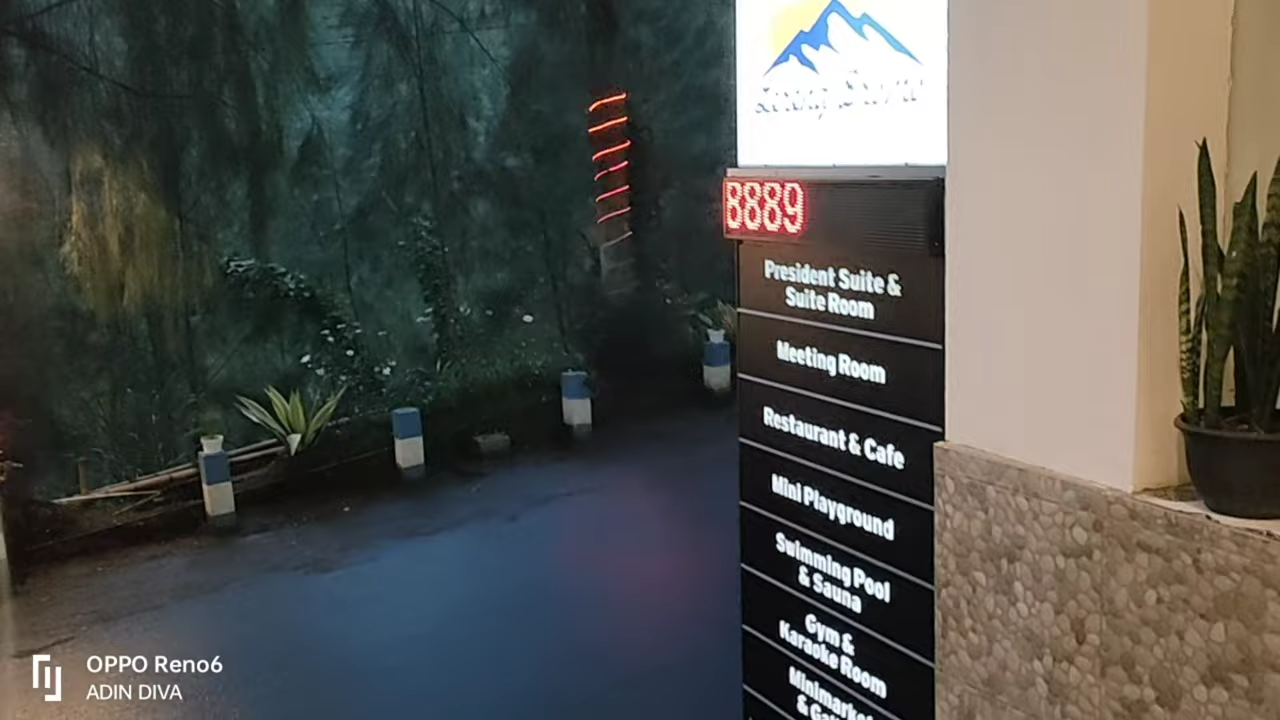 8889
President Suite &
Suite Room
Meeting Room
Restaurant & Cafe
Mini Playground
Swimming Pool
& Sauna
Gym &
Karaoke Room
Minimarket
OPPO Reno6
ADIN DIVA